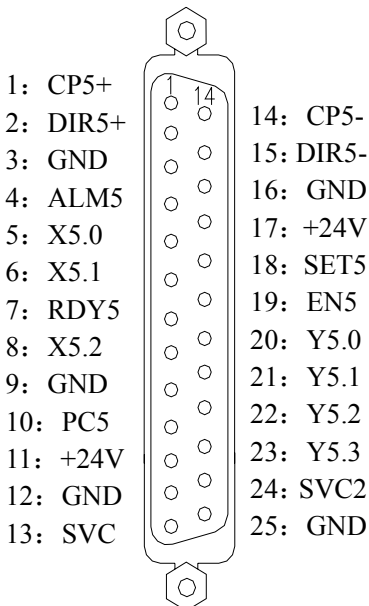 1：CP5+
2：DIR5+
3：GND
4：ALM5
5：X5.0
6：X5.1
7：RDY5
8：X5.2
9：GND
10：PC5
11：+24V
12：GND
13：SVC
1
14
14：CP5-
15：DIR5-
16：GND
17：+24V
18：SET5
19：EN5
20：Y5.0
21：Y5.1
22：Y5.2
23：Y5.3
24：SVC2
25：GND